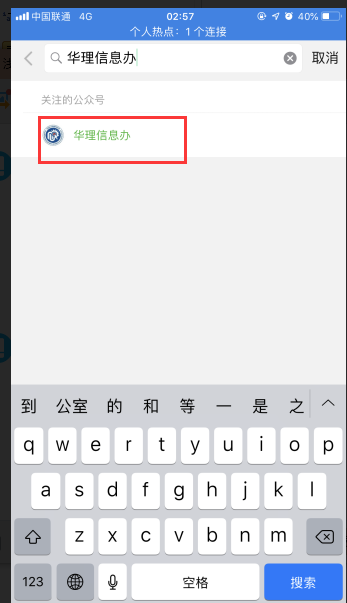 中国联通 4G 02:57 40%
个人热点：1 个连接
华理信息办 取消
关注的公众号
华理信息办
到 公室 的 和 等 一 是 之
q w e r t y u i o p
a s d f g h j k l
z x c v b n m
123 空格 搜索